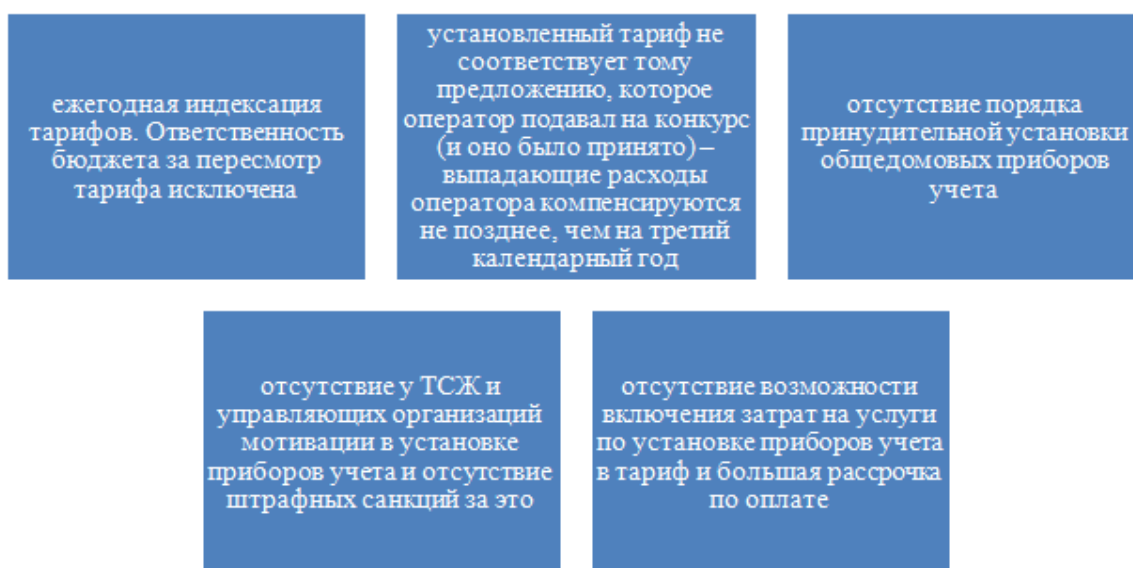 ежегодная индексация
тарифов. Ответственность
бюджета за пересмотр
тарифа исключена
установленный тариф не
соответствует тому
предложению, которое
оператор подавал на конкурс
(и оно было принято) –
выпадающие расходы
оператора компенсируются
не позднее, чем на третий
календарный год
отсутствие порядка
принудительной установки
общедомовых приборов
учета
отсутствие у ТСЖ и
управляющих организаций
мотивации в установке
приборов учета и отсутствие
штрафных санкций за это
отсутствие возможности
включения затрат на услуги
по установке приборов учета
в тариф и большая рассрочка
по оплате